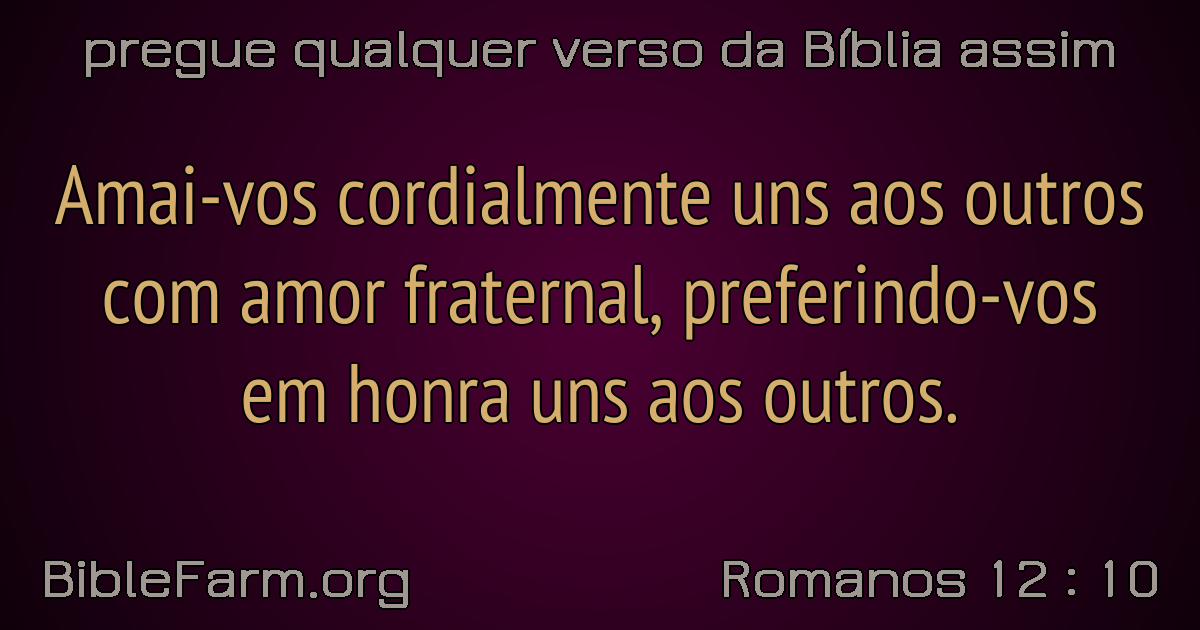 pregue qualquer verso da Bíblia assim
Amai-vos cordialmente uns aos outros
com amor fraternal, preferindo-vos
em honra uns aos outros.
BibleFarm.org
Romanos 12 : 10